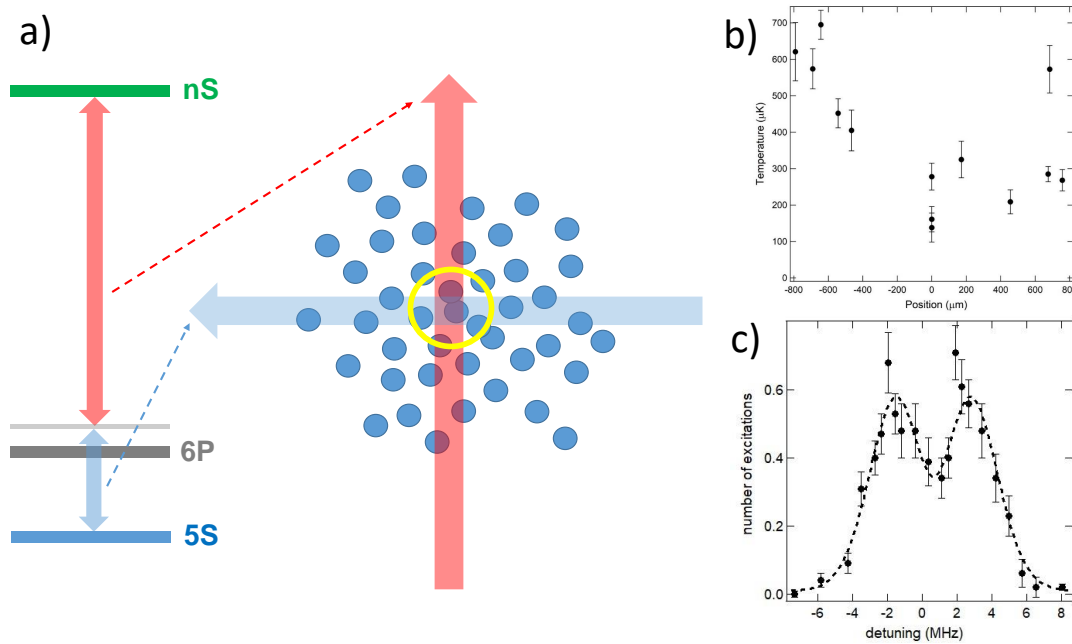 a)
nS
6P
5S
b)
Temperature (μK)
700
600
500
400
300
200
100
0
-800 -600 -400 -200 0 200 400 600 800
Position (μm)
c)
number of excitations
0.6
0.4
0.2
0.0
-6 -4 -2 0 2 4 6 8
detuning (MHz)